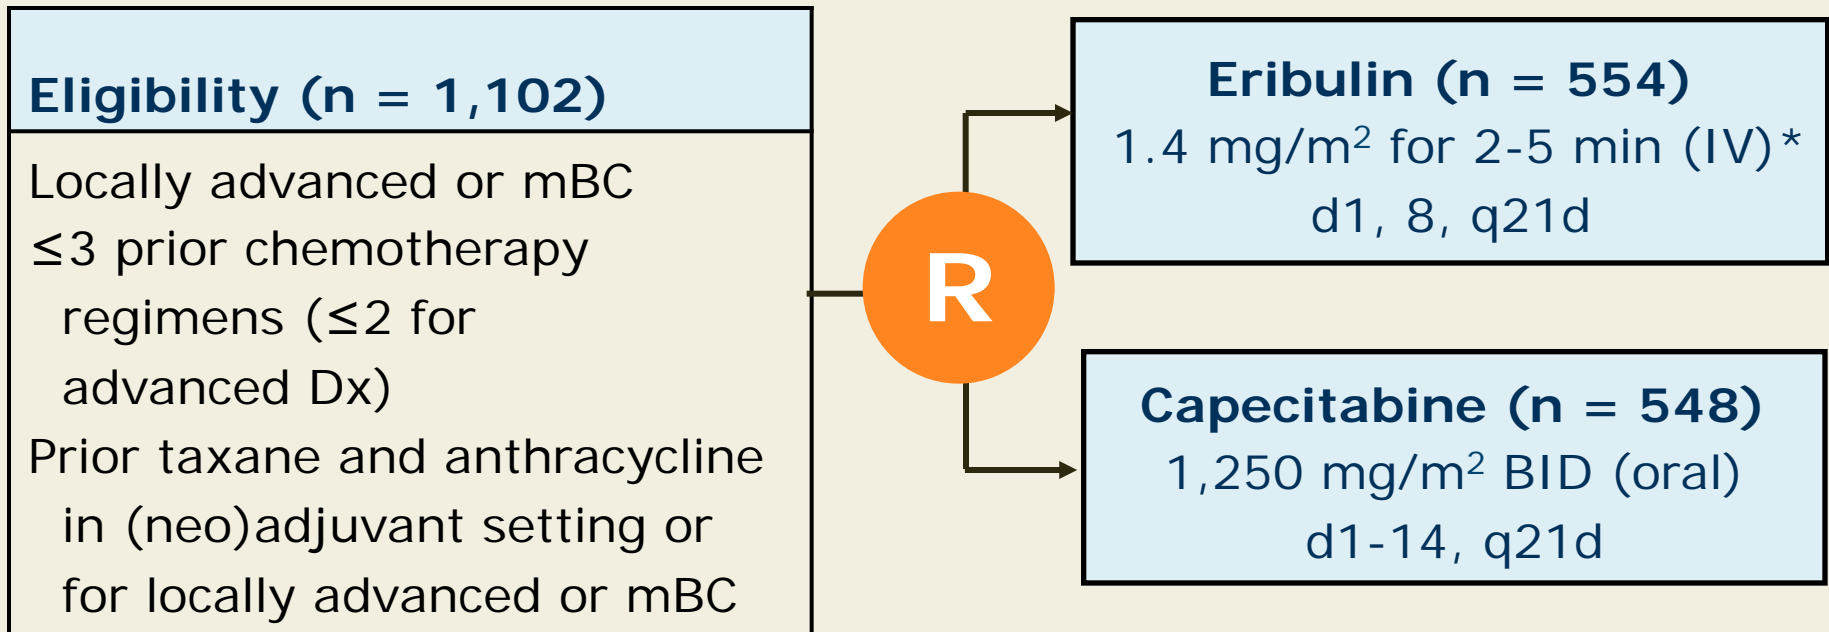 Eligibility (n = 1,102)
Locally advanced or mBC
≤3 prior chemotherapy
regimens (≤2 for
advanced Dx)
Prior taxane and anthracycline
in (neo)adjuvant setting or
for locally advanced or mBC
R
Eribulin (n = 554)
1.4 mg/m² for 2-5 min (IV)*
d1, 8, q21d
Capecitabine (n = 548)
1,250 mg/m² BID (oral)
d1-14, q21d